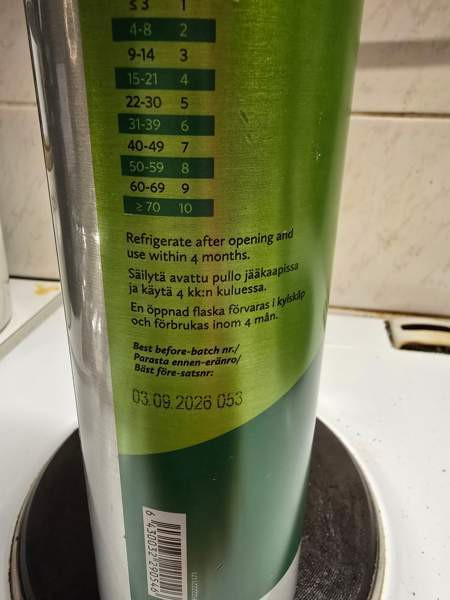 ≤ 3 1
4-8 2
9-14 3
15-21 4
22-30 5
31-39 6
40-49 7
50-59 8
60-69 9
≥ 70 10
Refrigerate after opening and
use within 4 months.
Säilytä avattu pullo jääkaapissa
ja käytä 4 kk:n kuluessa.
En öppnad flaska förvaras i kylskåp
och förbrukas inom 4 mån.
Best before-batch nr./
Parasta ennen-eränro/
Bäst före-satsnr:
03.09.2026 053
6 430032 290546